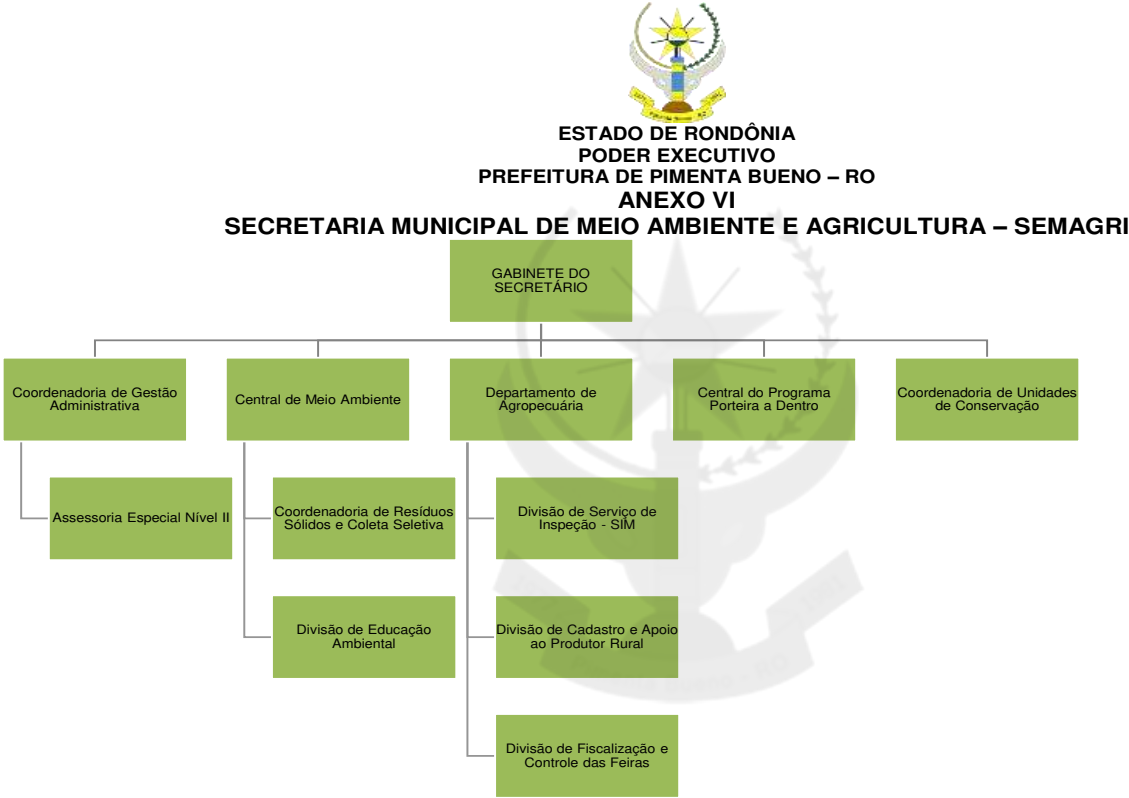 ESTADO DE RONDÔNIA
PODER EXECUTIVO
PREFEITURA DE PIMENTA BUENO – RO
ANEXO VI
SECRETARIA MUNICIPAL DE MEIO AMBIENTE E AGRICULTURA – SEMAGRI
GABINETE DO
SECRETÁRIO
Coordenadoria de Gestão
Administrativa
Central de Meio Ambiente
Departamento de
Agropecuária
Central do Programa
Porteira a Dentro
Coordenadoria de Unidades
de Conservação
Assessoria Especial Nível II
Coordenadoria de Resíduos
Sólidos e Coleta Seletiva
Divisão de Serviço de
Inspeção - SIM
Divisão de Educação
Ambiental
Divisão de Cadastro e Apoio
ao Produtor Rural
Divisão de Fiscalização e
Controle das Feiras